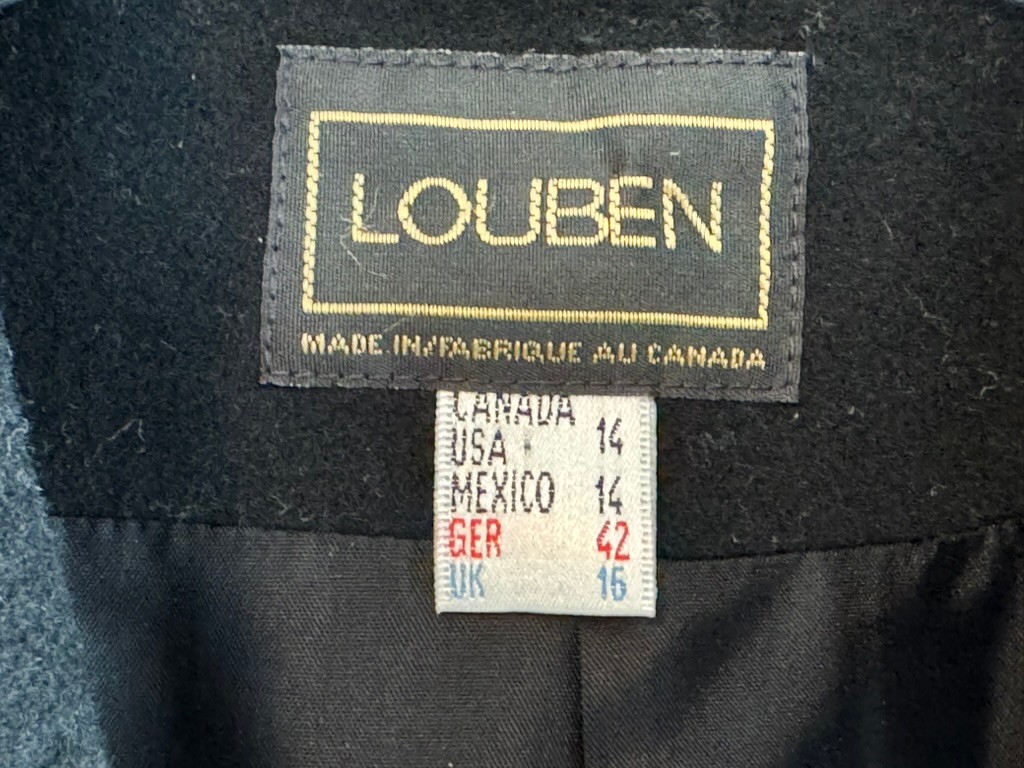 LOUBEN
MADE IN/FABRIQUE AU CANADA
CANADA
USA 14
MEXICO 14
GER 42
UK 16